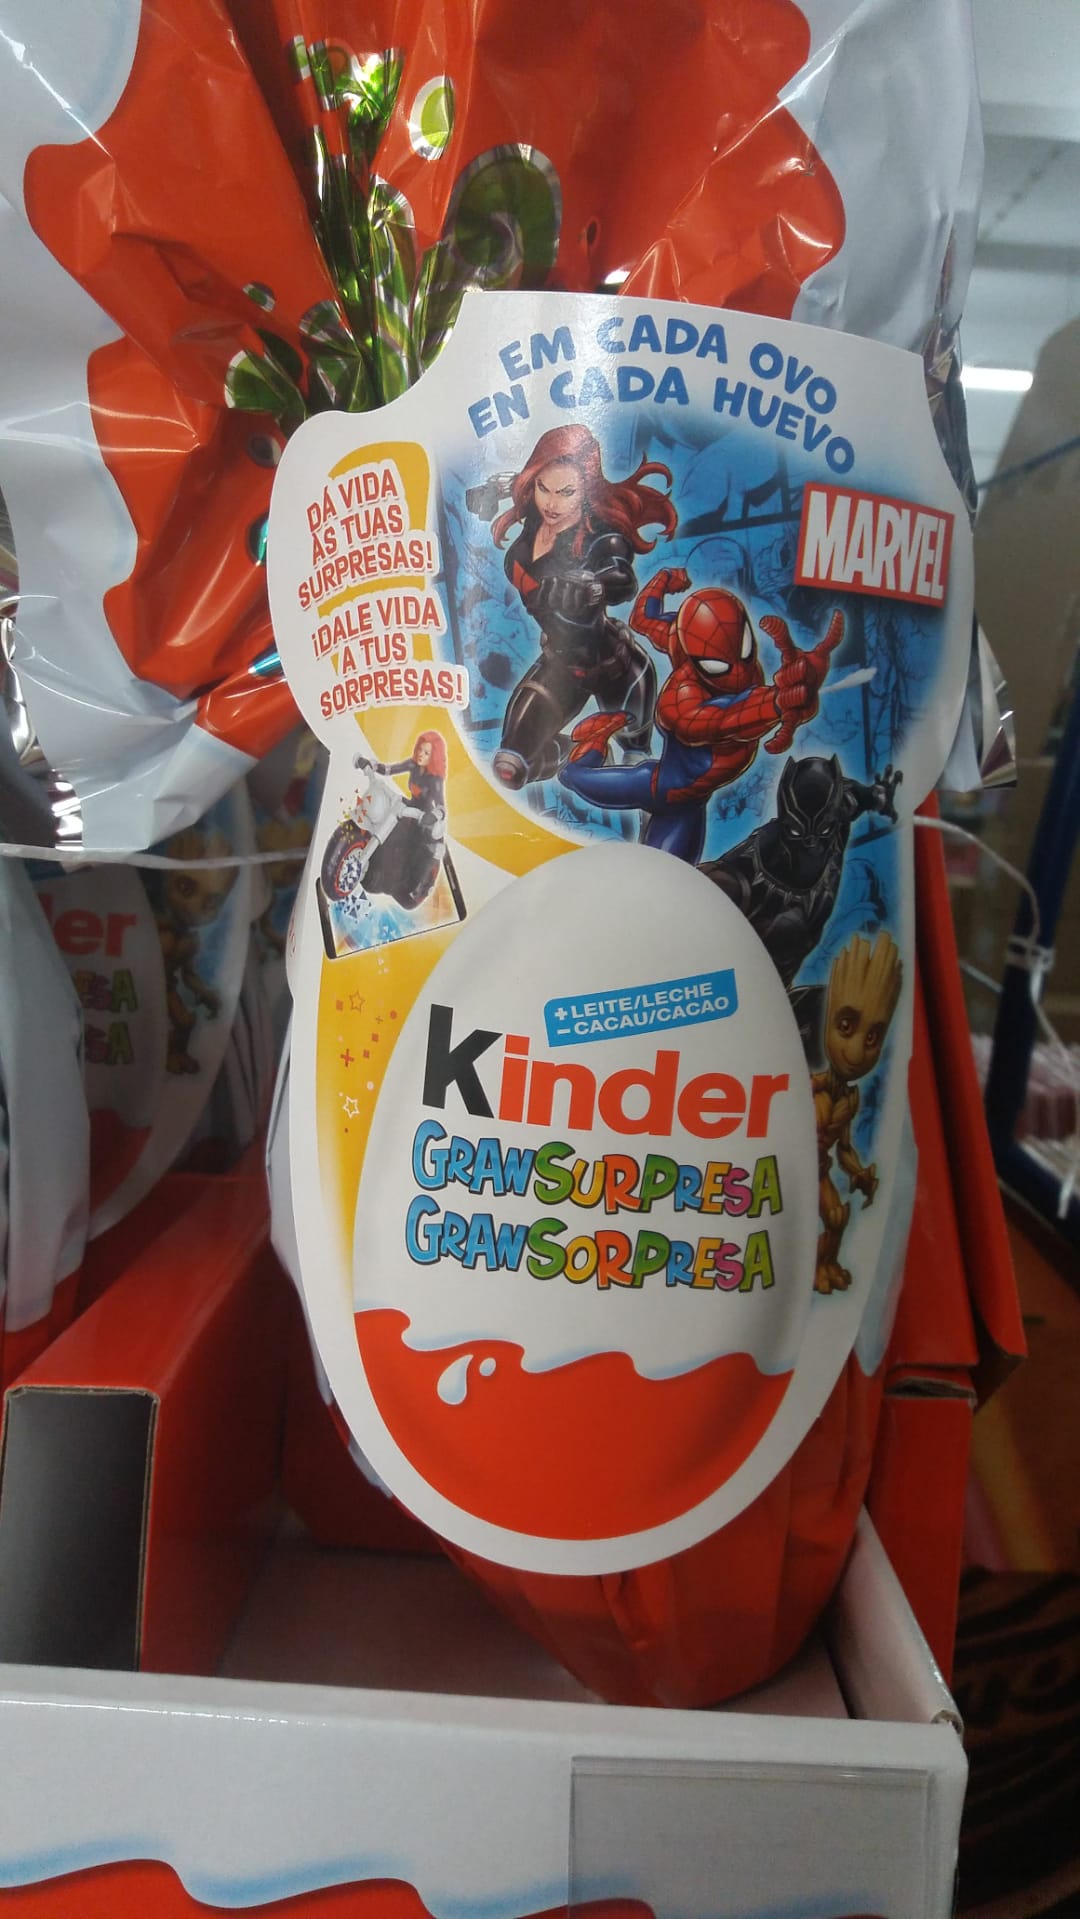 EM CADA OVO
EN CADA HUEVO
MARVEL
DÁ VIDA
ÀS TUAS
SURPRESAS!
¡DALE VIDA
A TUS
SORPRESAS!
+ LEITE/LECHE
– CACAU/CACAO
Kinder
GRANSURPRESA
GRANSORPRESA